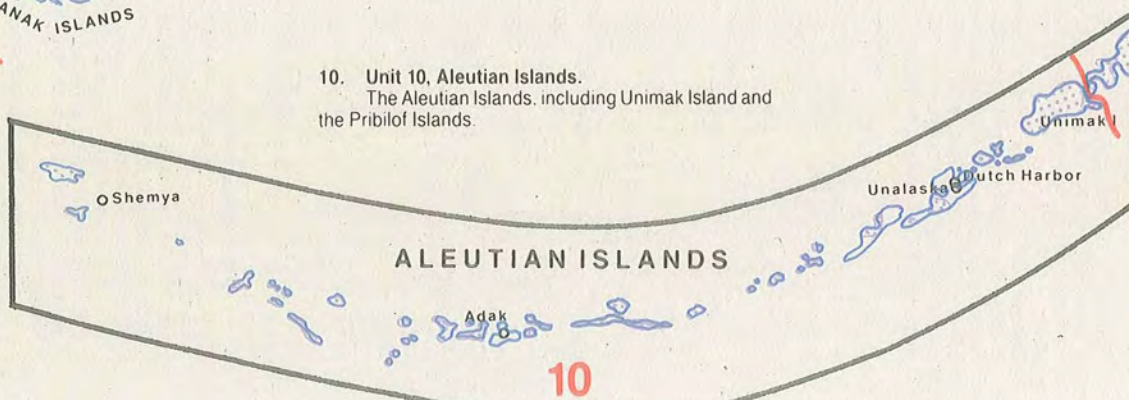 ANAK ISLANDS
10. Unit 10, Aleutian Islands.
The Aleutian Islands, including Unimak Island and
the Pribilof Islands.
Unimak I
Shemya
Unalaska
Dutch Harbor
ALEUTIAN ISLANDS
Adak
10